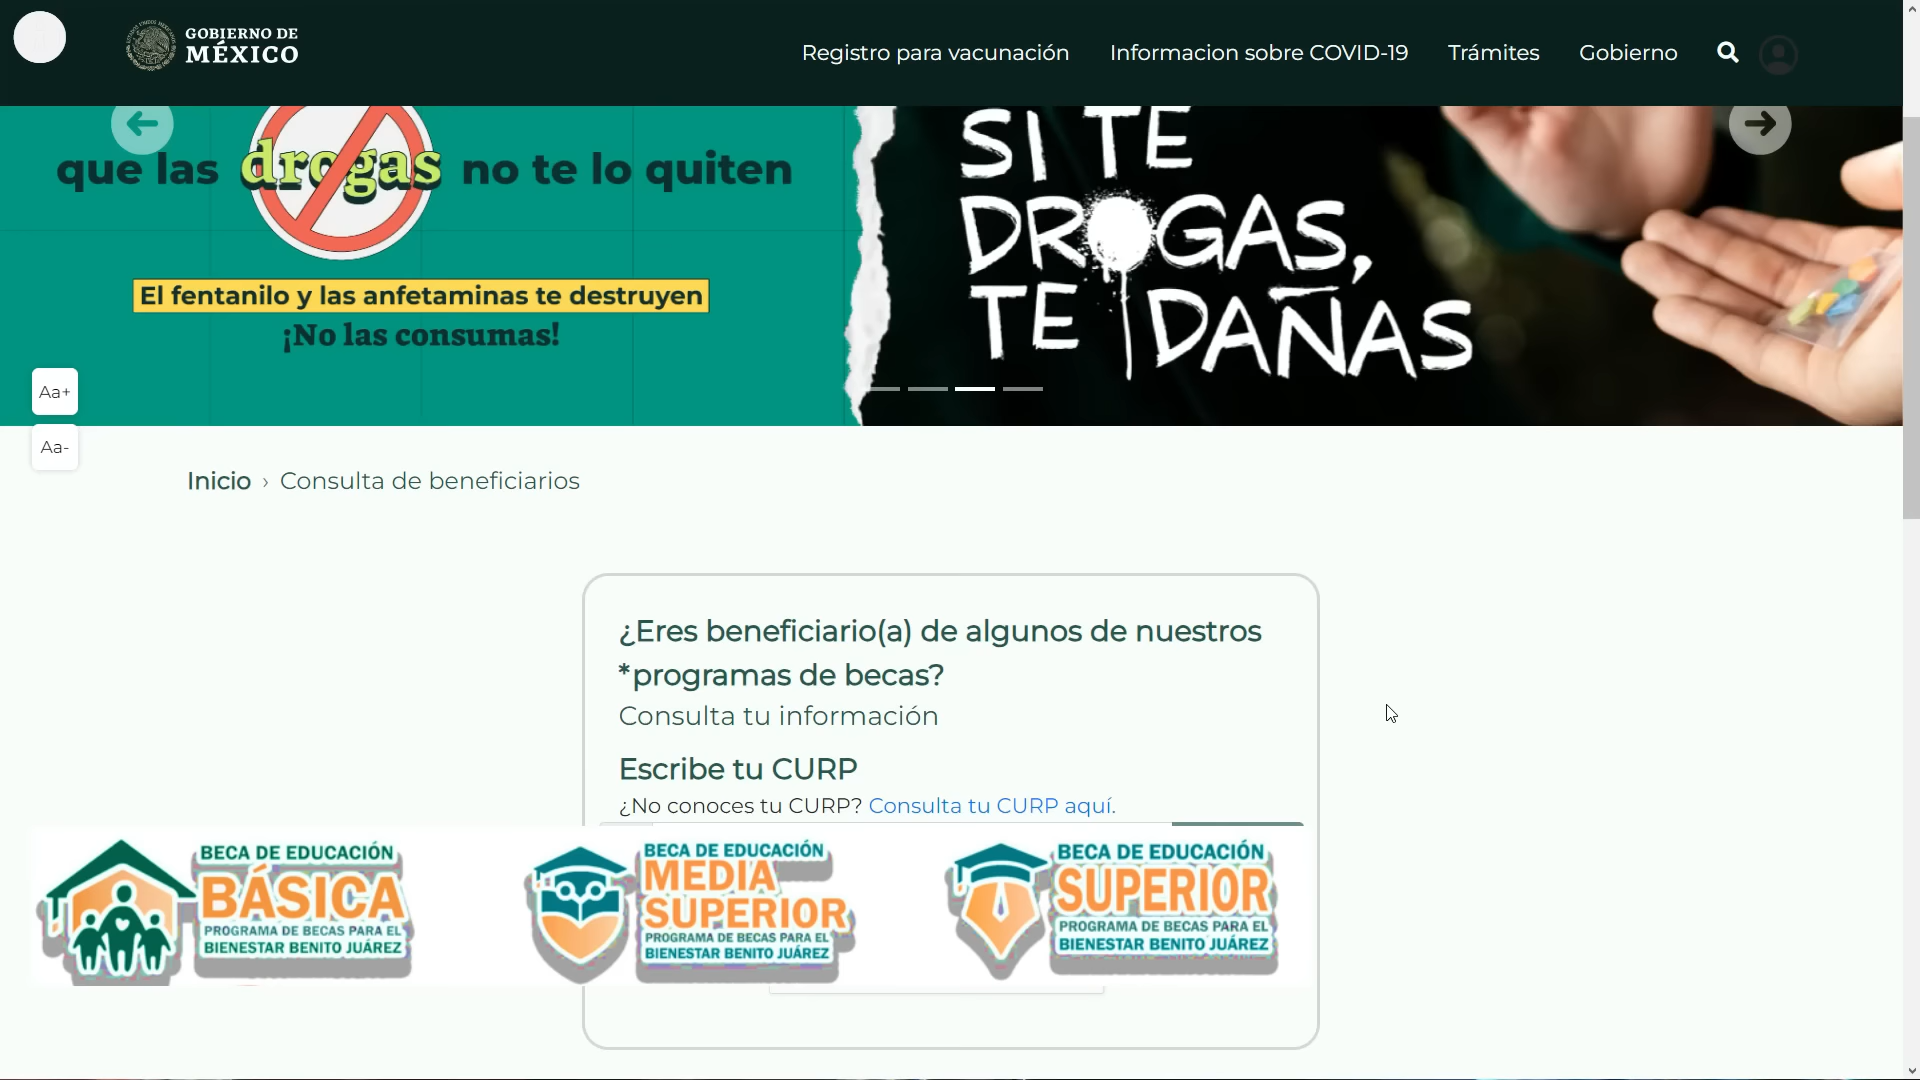 GOBIERNO DE
MÉXICO
Registro para vacunación
Informacion sobre COVID-19
Trámites
Gobierno
que las drogas no te lo quiten
El fentanilo y las anfetaminas te destruyen
¡No las consumas!
SI TE
DROGAS,
TE DAÑAS
Aa+
Aa-
Inicio › Consulta de beneficiarios
¿Eres beneficiario(a) de algunos de nuestros
*programas de becas?
Consulta tu información
Escribe tu CURP
¿No conoces tu CURP? Consulta tu CURP aquí.
BECA DE EDUCACIÓN
BÁSICA
PROGRAMA DE BECAS PARA EL
BIENESTAR BENITO JUÁREZ
BECA DE EDUCACIÓN
MEDIA
SUPERIOR
PROGRAMA DE BECAS PARA EL
BIENESTAR BENITO JUÁREZ
BECA DE EDUCACIÓN
SUPERIOR
PROGRAMA DE BECAS PARA EL
BIENESTAR BENITO JUÁREZ